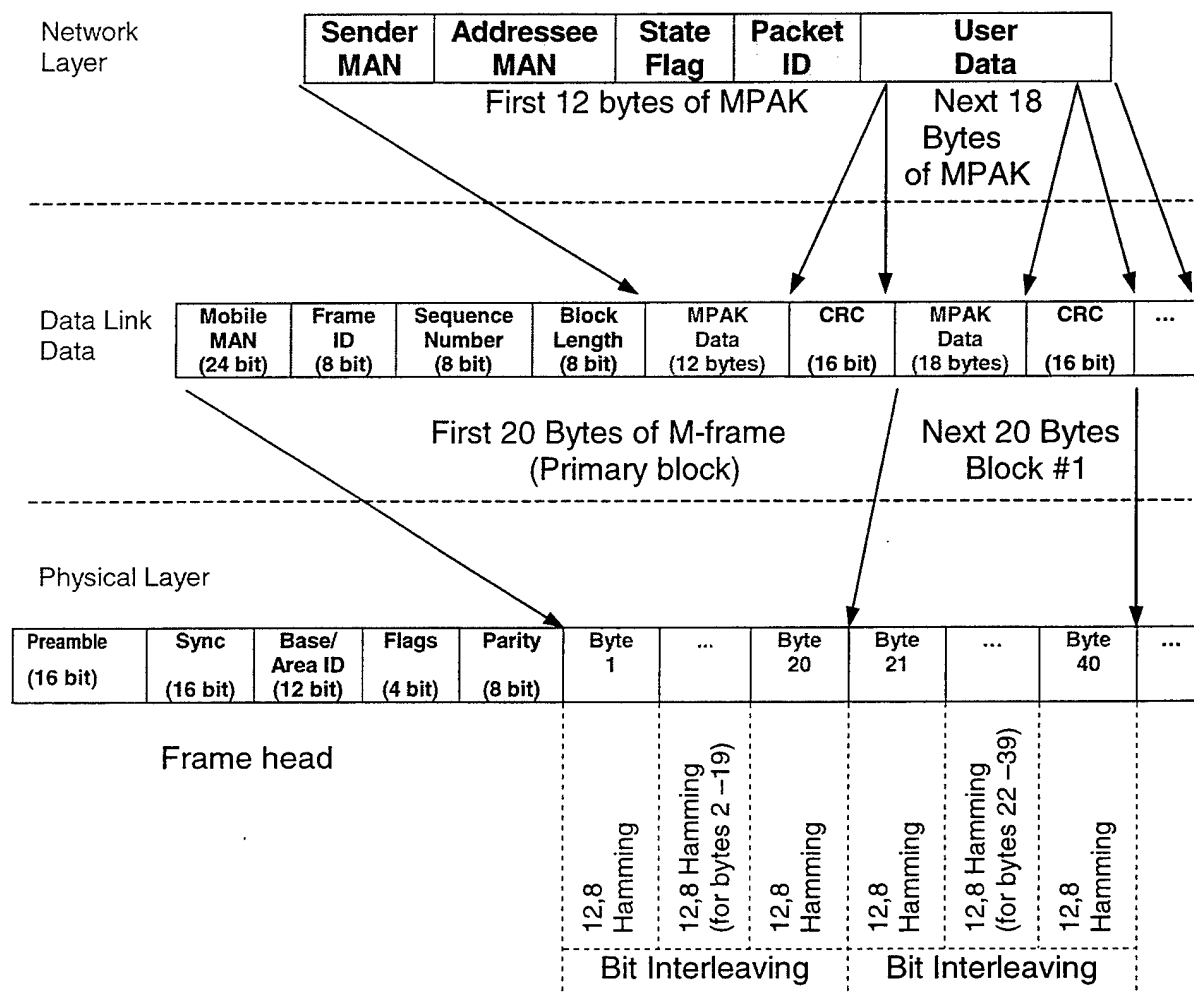 Network
Layer
Sender
MAN
Addressee
MAN
State
Flag
Packet
ID
User
Data
First 12 bytes of MPAK
Next 18
Bytes
of MPAK
Data Link
Data
Mobile
MAN
(24 bit)
Frame
ID
(8 bit)
Sequence
Number
(8 bit)
Block
Length
(8 bit)
MPAK
Data
(12 bytes)
CRC
(16 bit)
MPAK
Data
(18 bytes)
CRC
(16 bit)
...
First 20 Bytes of M-frame
(Primary block)
Next 20 Bytes
Block #1
Physical Layer
Preamble
(16 bit)
Sync
(16 bit)
Base/
Area ID
(12 bit)
Flags
(4 bit)
Parity
(8 bit)
Byte
1
...
Byte
20
Byte
21
...
Byte
40
...
Frame head
12,8
Hamming
12,8 Hamming
(for bytes 2 –19)
12,8
Hamming
12,8
Hamming
12,8 Hamming
(for bytes 22 –39)
12,8
Hamming
Bit Interleaving
Bit Interleaving